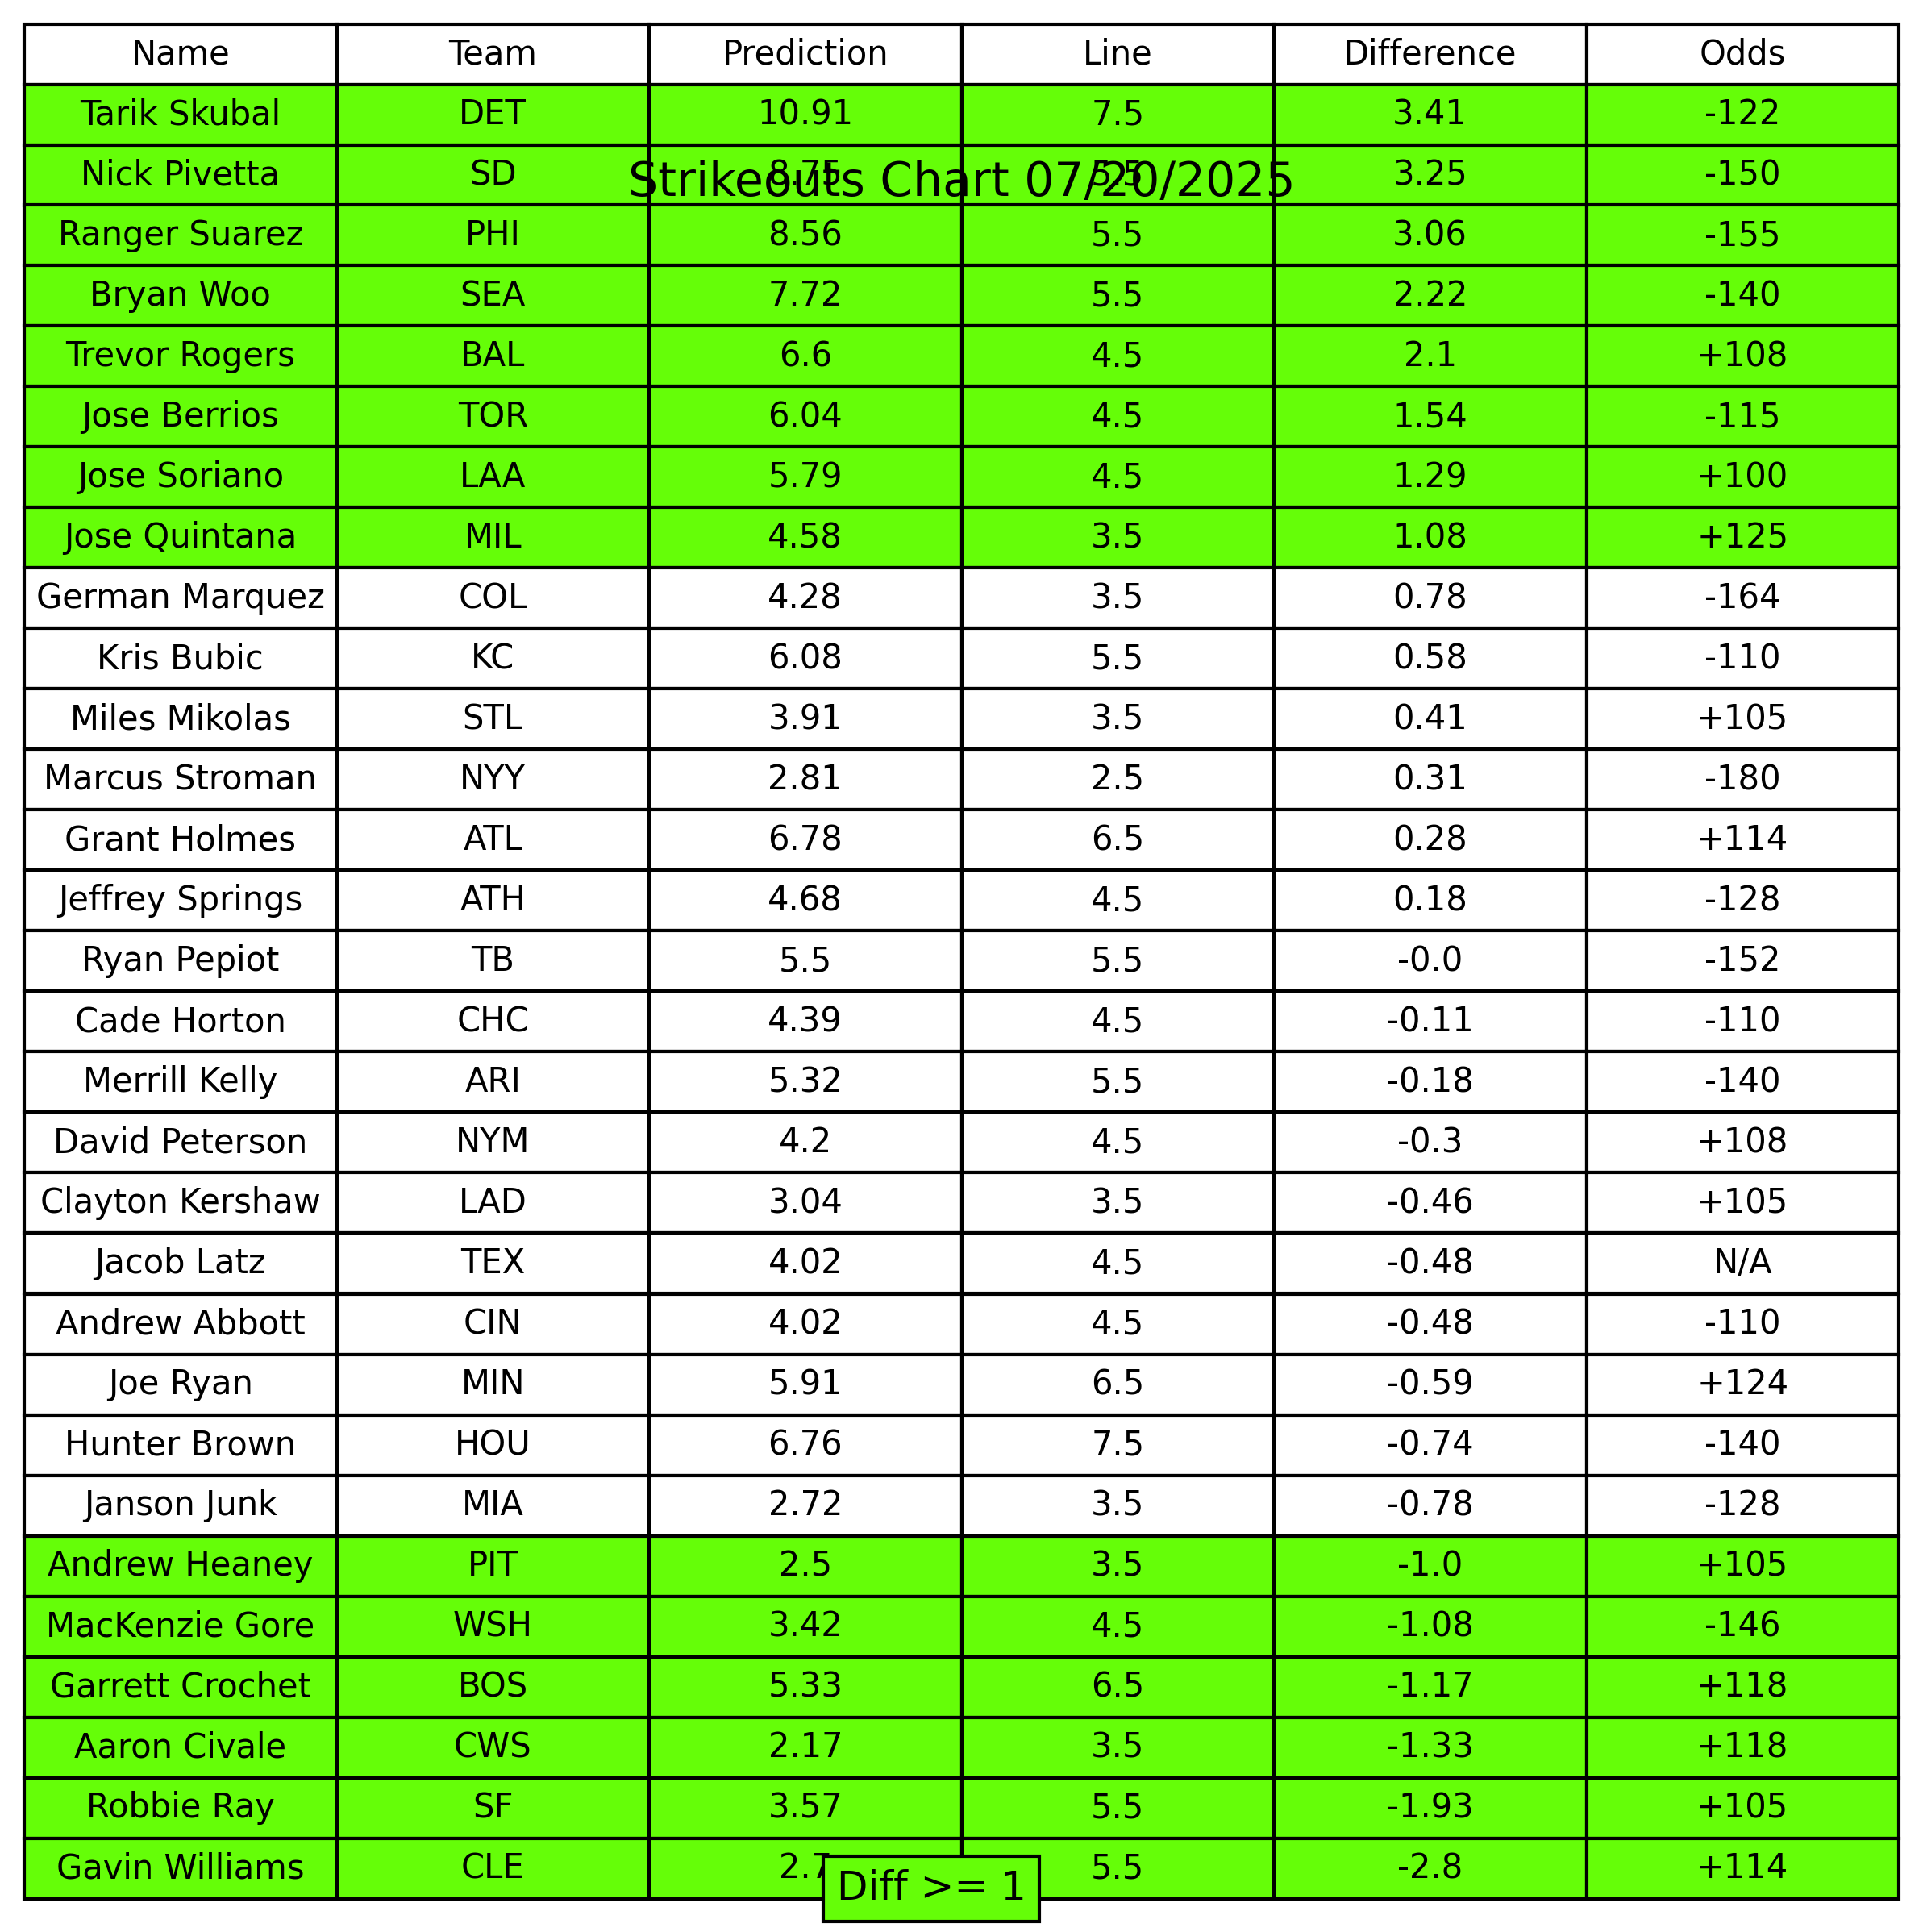 Name Team Prediction Line Difference Odds
Tarik Skubal DET 10.91 7.5 3.41 -122
Nick Pivetta SD 8.75 5.5 3.25 -150
Strikeouts Chart 07/20/2025
Ranger Suarez PHI 8.56 5.5 3.06 -155
Bryan Woo SEA 7.72 5.5 2.22 -140
Trevor Rogers BAL 6.6 4.5 2.1 +108
Jose Berrios TOR 6.04 4.5 1.54 -115
Jose Soriano LAA 5.79 4.5 1.29 +100
Jose Quintana MIL 4.58 3.5 1.08 +125
German Marquez COL 4.28 3.5 0.78 -164
Kris Bubic KC 6.08 5.5 0.58 -110
Miles Mikolas STL 3.91 3.5 0.41 +105
Marcus Stroman NYY 2.81 2.5 0.31 -180
Grant Holmes ATL 6.78 6.5 0.28 +114
Jeffrey Springs ATH 4.68 4.5 0.18 -128
Ryan Pepiot TB 5.5 5.5 -0.0 -152
Cade Horton CHC 4.39 4.5 -0.11 -110
Merrill Kelly ARI 5.32 5.5 -0.18 -140
David Peterson NYM 4.2 4.5 -0.3 +108
Clayton Kershaw LAD 3.04 3.5 -0.46 +105
Jacob Latz TEX 4.02 4.5 -0.48 N/A
Andrew Abbott CIN 4.02 4.5 -0.48 -110
Joe Ryan MIN 5.91 6.5 -0.59 +124
Hunter Brown HOU 6.76 7.5 -0.74 -140
Janson Junk MIA 2.72 3.5 -0.78 -128
Andrew Heaney PIT 2.5 3.5 -1.0 +105
MacKenzie Gore WSH 3.42 4.5 -1.08 -146
Garrett Crochet BOS 5.33 6.5 -1.17 +118
Aaron Civale CWS 2.17 3.5 -1.33 +118
Robbie Ray SF 3.57 5.5 -1.93 +105
Gavin Williams CLE 2.7 5.5 -2.8 +114
Diff >= 1